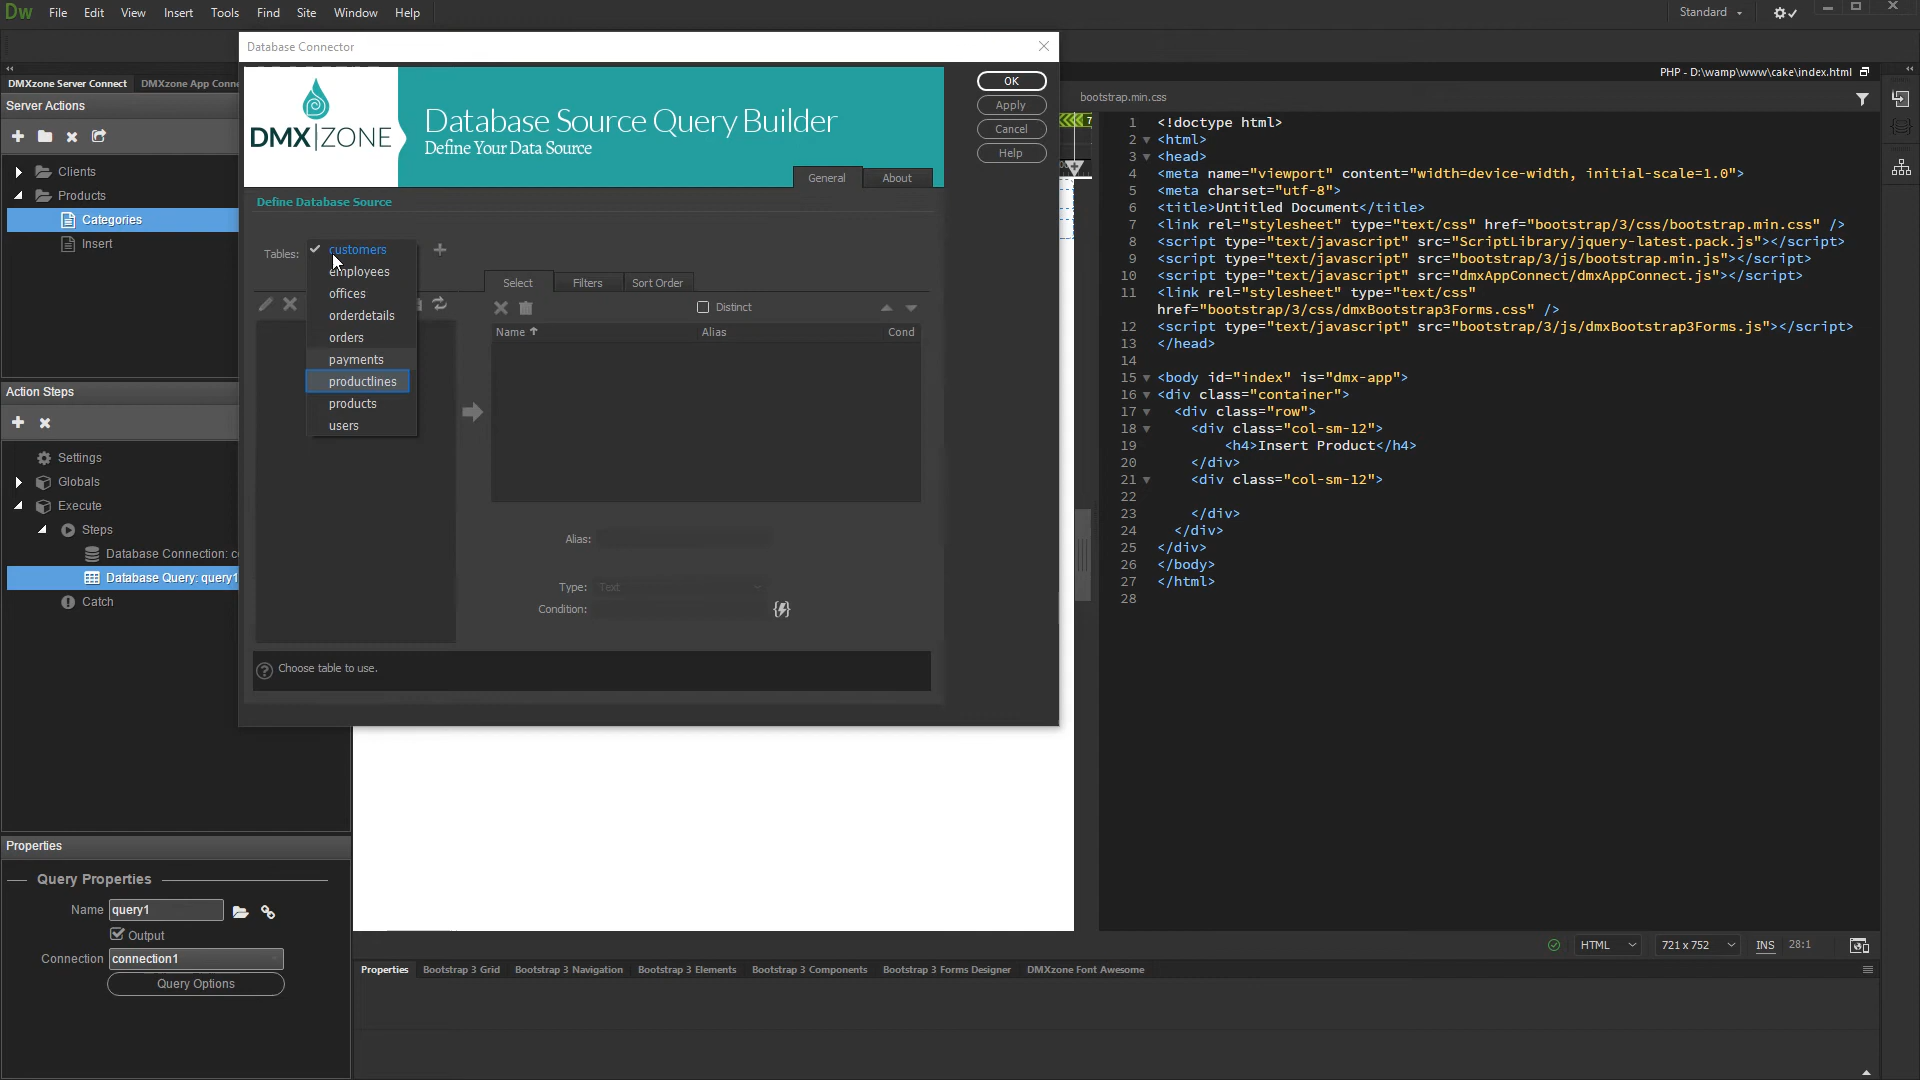 Dw File Edit View Insert Tools Find Site Window Help Standard
Database Connector
DMXzone Server Connect DMXzone App Conne
Server Actions
Clients
Products
Categories
Insert
Action Steps
Settings
Globals
Execute
Steps
Database Connection: c
Database Query: query1
Catch
Properties
Query Properties
Name query1
Output
Connection connection1
Query Options
DMX|ZONE
Database Source Query Builder
Define Your Data Source
General About
OK
Apply
Cancel
Help
Define Database Source
Tables:
customers
employees
offices
orderdetails
orders
payments
productlines
products
users
Select Filters Sort Order
Distinct
Name Alias Cond
Alias:
Type: Text
Condition:
Choose table to use.
PHP - D:\wamp\www\cake\index.html
bootstrap.min.css
7
1 <!doctype html>
2 <html>
3 <head>
4 <meta name="viewport" content="width=device-width, initial-scale=1.0">
5 <meta charset="utf-8">
6 <title>Untitled Document</title>
7 <link rel="stylesheet" type="text/css" href="bootstrap/3/css/bootstrap.min.css" />
8 <script type="text/javascript" src="ScriptLibrary/jquery-latest.pack.js"></script>
9 <script type="text/javascript" src="bootstrap/3/js/bootstrap.min.js"></script>
10 <script type="text/javascript" src="dmxAppConnect/dmxAppConnect.js"></script>
11 <link rel="stylesheet" type="text/css"
href="bootstrap/3/css/dmxBootstrap3Forms.css" />
12 <script type="text/javascript" src="bootstrap/3/js/dmxBootstrap3Forms.js"></script>
13 </head>
14
15 <body id="index" is="dmx-app">
16 <div class="container">
17 <div class="row">
18 <div class="col-sm-12">
19 <h4>Insert Product</h4>
20 </div>
21 <div class="col-sm-12">
22
23 </div>
24 </div>
25 </div>
26 </body>
27 </html>
28
HTML 721 x 752 INS 28:1
Properties Bootstrap 3 Grid Bootstrap 3 Navigation Bootstrap 3 Elements Bootstrap 3 Components Bootstrap 3 Forms Designer DMXzone Font Awesome